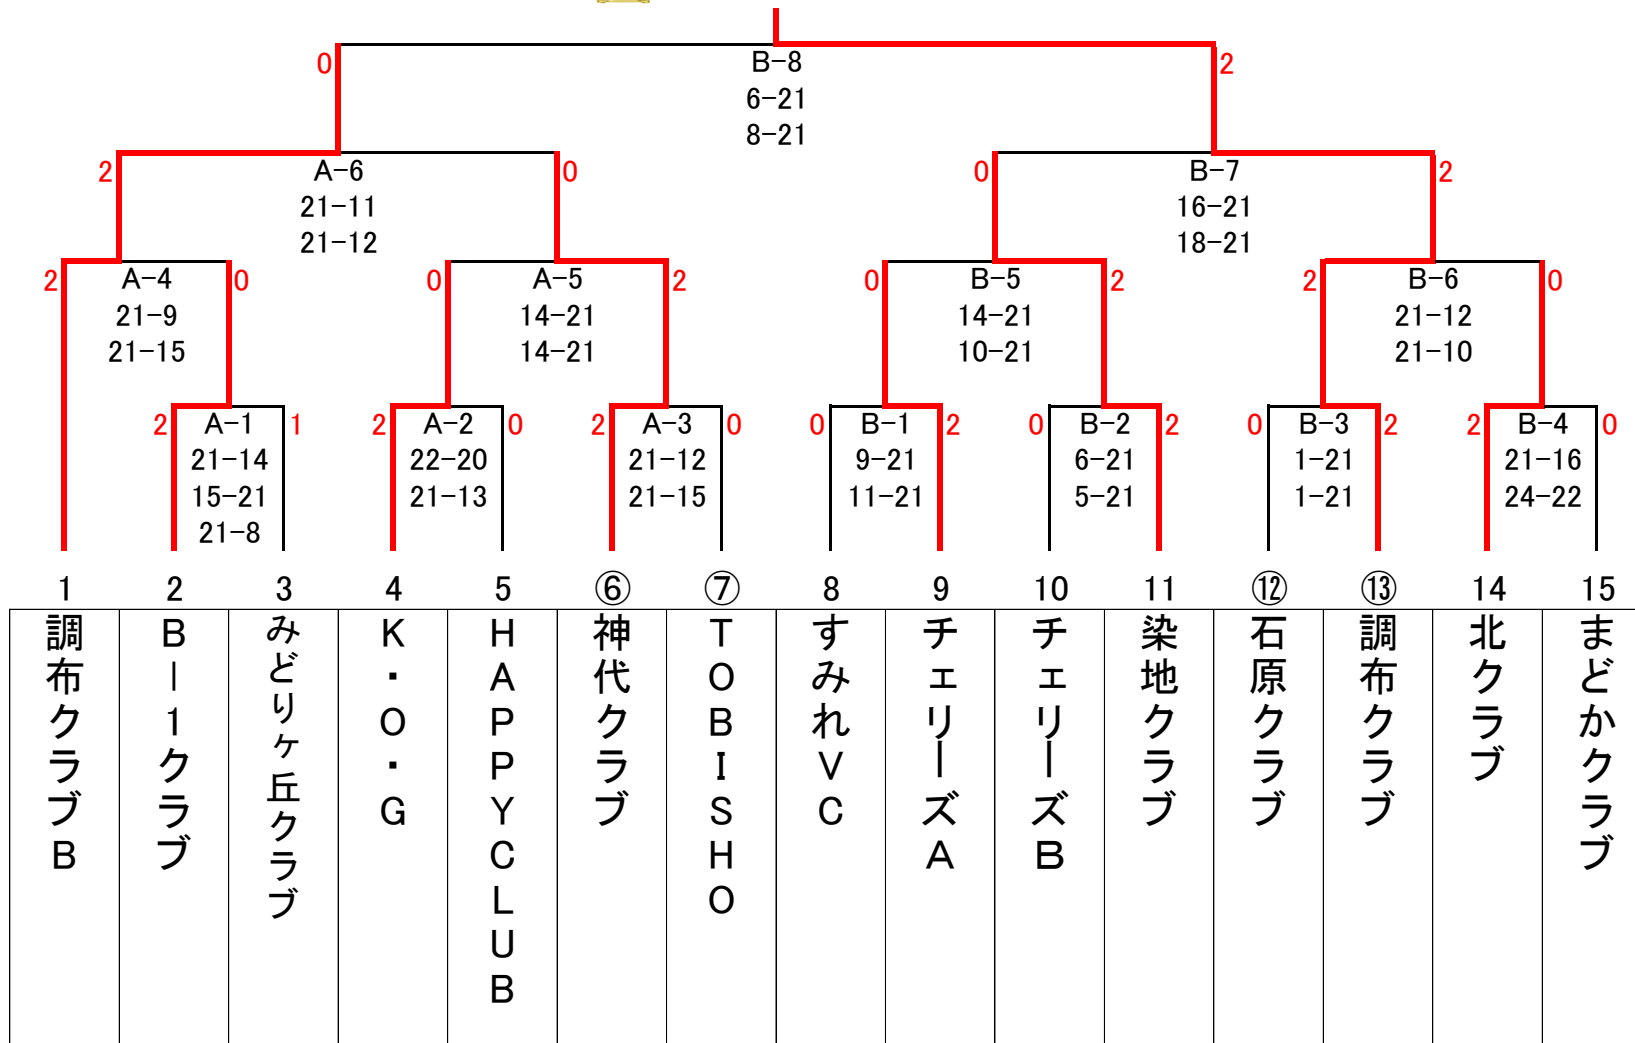 0 B-8 2
6-21
8-21
2 A-6 0 0 B-7 2
21-11 16-21
21-12 18-21
2 A-4 0 0 A-5 2 0 B-5 2 2 B-6 0
21-9 14-21 14-21 21-12
21-15 14-21 10-21 21-10
2 A-1 1 2 A-2 0 2 A-3 0 0 B-1 2 0 B-2 2 0 B-3 2 2 B-4 0
21-14 22-20 21-12 9-21 6-21 1-21 21-16
15-21 21-13 21-15 11-21 5-21 1-21 24-22
21-8
1 2 3 4 5 ⑥ ⑦ 8 9 10 11 ⑫ ⑬ 14 15
調布クラブB
B-1クラブ
みどりヶ丘クラブ
K・O・G
HAPPYCLUB
神代クラブ
TOBISHO
すみれVC
チェリーズA
チェリーズB
染地クラブ
石原クラブ
調布クラブ
北クラブ
まどかクラブ